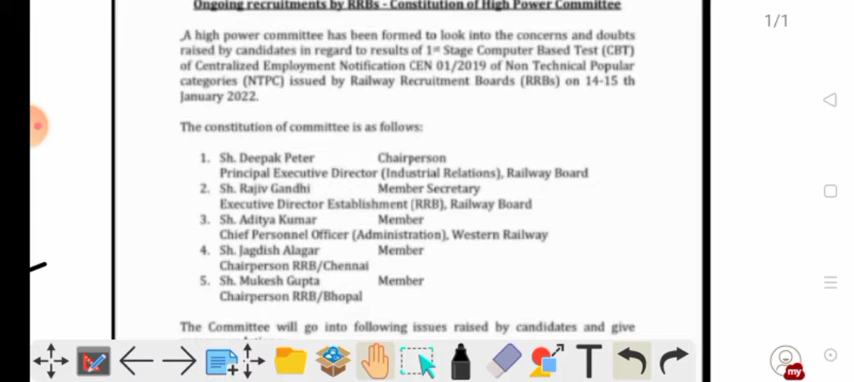 Ongoing recruitments by RRBs - Constitution of High Power Committee
1/1
A high power committee has been formed to look into the concerns and doubts
raised by candidates in regard to results of 1st Stage Computer Based Test (CBT)
of Centralized Employment Notification CEN 01/2019 of Non Technical Popular
categories (NTPC) issued by Railway Recruitment Boards (RRBs) on 14-15 th
January 2022.
The constitution of committee is as follows:
1. Sh. Deepak Peter Chairperson
Principal Executive Director (Industrial Relations), Railway Board
2. Sh. Rajiv Gandhi Member Secretary
Executive Director Establishment (RRB), Railway Board
3. Sh. Aditya Kumar Member
Chief Personnel Officer (Administration), Western Railway
4. Sh. Jagdish Alagar Member
Chairperson RRB/Chennai
5. Sh. Mukesh Gupta Member
Chairperson RRB/Bhopal
The Committee will go into following issues raised by candidates and give
T
my